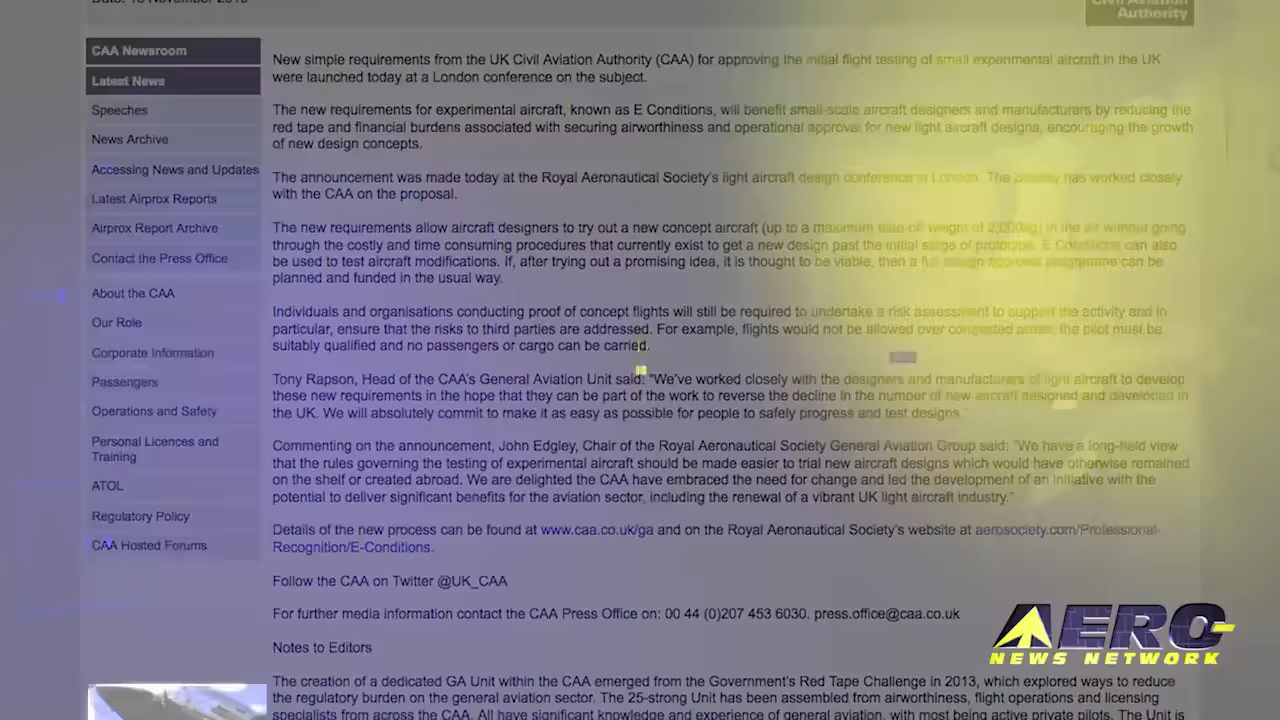 Civil Aviation
Authority
CAA Newsroom
Latest News
Speeches
News Archive
Accessing News and Updates
Latest Airprox Reports
Airprox Report Archive
Contact the Press Office
About the CAA
Our Role
Corporate Information
Passengers
Operations and Safety
Personal Licences and
Training
ATOL
Regulatory Policy
CAA Hosted Forums
New simple requirements from the UK Civil Aviation Authority (CAA) for approving the initial flight testing of small experimental aircraft in the UK
were launched today at a London conference on the subject.
The new requirements for experimental aircraft, known as E Conditions, will benefit small-scale aircraft designers and manufacturers by reducing the
red tape and financial burdens associated with securing airworthiness and operational approval for new light aircraft designs, encouraging the growth
of new design concepts.
The announcement was made today at the Royal Aeronautical Society's light aircraft design conference in London. The Society has worked closely
with the CAA on the proposal.
The new requirements allow aircraft designers to try out a new concept aircraft (up to a maximum take-off weight of 2,000kg) in the air without going
through the costly and time consuming procedures that currently exist to get a new design past the initial stage of prototype. E Conditions can also
be used to test aircraft modifications. If, after trying out a promising idea, it is thought to be viable, then a full design approval programme can be
planned and funded in the usual way.
Individuals and organisations conducting proof of concept flights will still be required to undertake a risk assessment to support the activity and in
particular, ensure that the risks to third parties are addressed. For example, flights would not be allowed over congested areas, the pilot must be
suitably qualified and no passengers or cargo can be carried.
Tony Rapson, Head of the CAA's General Aviation Unit said: "We've worked closely with the designers and manufacturers of light aircraft to develop
these new requirements in the hope that they can be part of the work to reverse the decline in the number of new aircraft designed and developed in
the UK. We will absolutely commit to make it as easy as possible for people to safely progress and test designs."
Commenting on the announcement, John Edgley, Chair of the Royal Aeronautical Society General Aviation Group said: "We have a long-held view
that the rules governing the testing of experimental aircraft should be made easier to trial new aircraft designs which would have otherwise remained
on the shelf or created abroad. We are delighted the CAA have embraced the need for change and led the development of an initiative with the
potential to deliver significant benefits for the aviation sector, including the renewal of a vibrant UK light aircraft industry."
Details of the new process can be found at www.caa.co.uk/ga and on the Royal Aeronautical Society's website at aerosociety.com/Professional-
Recognition/E-Conditions.
Follow the CAA on Twitter @UK_CAA
For further media information contact the CAA Press Office on: 00 44 (0)207 453 6030. press.office@caa.co.uk
Notes to Editors
The creation of a dedicated GA Unit within the CAA emerged from the Government's Red Tape Challenge in 2013, which explored ways to reduce
the regulatory burden on the general aviation sector. The 25-strong Unit has been assembled from airworthiness, flight operations and licensing
specialists from across the CAA. All have significant knowledge and experience of general aviation, with most being active private pilots. The Unit is
AERO-
NEWS NETWORK